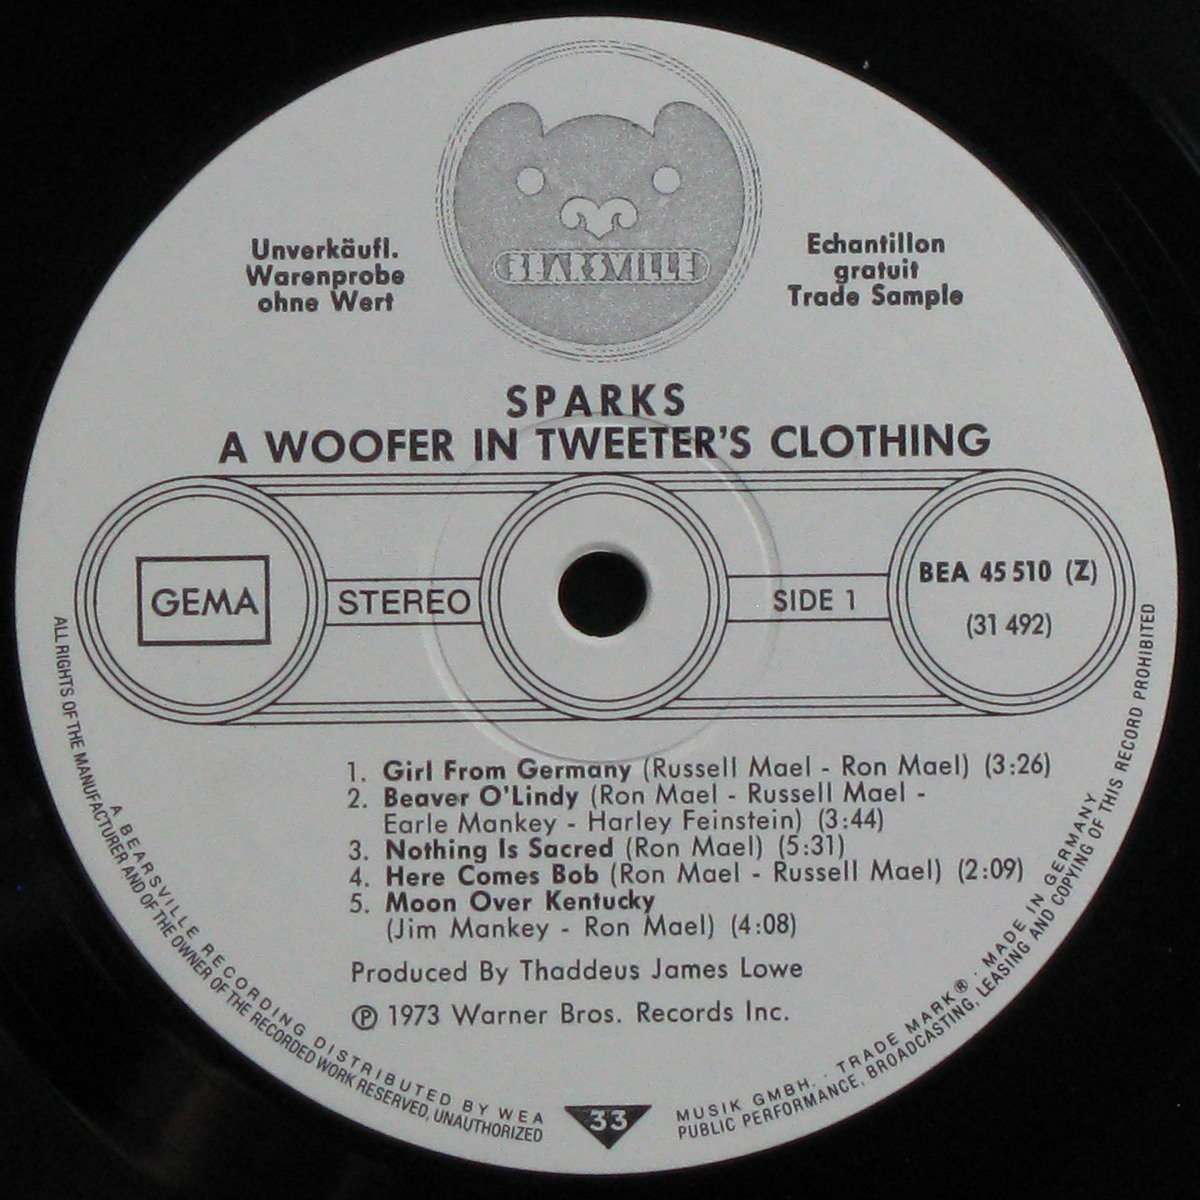 BEARSVILLE
Unverkäufl.
Warenprobe
ohne Wert
Echantillon
gratuit
Trade Sample
SPARKS
A WOOFER IN TWEETER'S CLOTHING
GEMA
STEREO
SIDE 1
BEA 45 510 (Z)
(31 492)
1. Girl From Germany (Russell Mael - Ron Mael) (3:26)
2. Beaver O'Lindy (Ron Mael - Russell Mael -
Earle Mankey - Harley Feinstein) (3:44)
3. Nothing Is Sacred (Ron Mael) (5:31)
4. Here Comes Bob (Ron Mael - Russell Mael) (2:09)
5. Moon Over Kentucky
(Jim Mankey - Ron Mael) (4:08)
Produced By Thaddeus James Lowe
℗ 1973 Warner Bros. Records Inc.
A BEARSVILLE RECORDING DISTRIBUTED BY WEA MUSIK GMBH. · TRADE MARK® · MADE IN GERMANY
ALL RIGHTS OF THE MANUFACTURER AND OF THE OWNER OF THE RECORDED WORK RESERVED, UNAUTHORIZED PUBLIC PERFORMANCE, BROADCASTING, LEASING AND COPYING OF THIS RECORD PROHIBITED
33